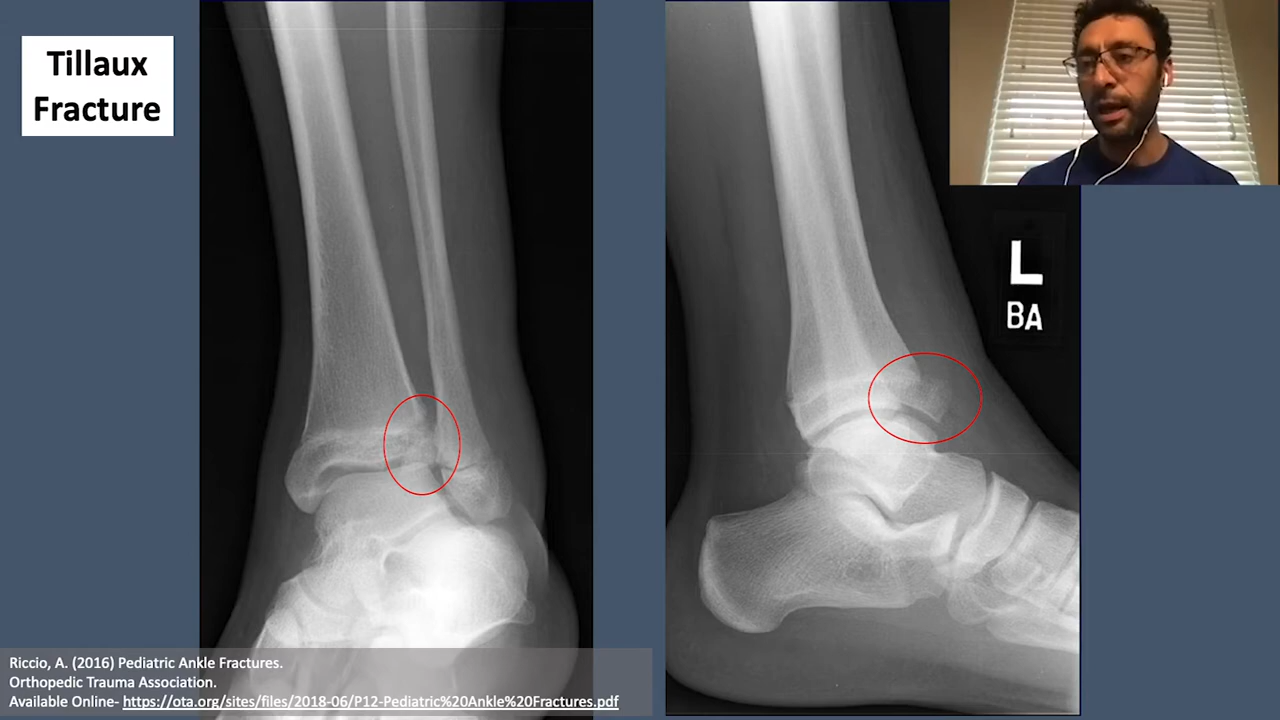 Tillaux
Fracture
L
BA
Riccio, A. (2016) Pediatric Ankle Fractures.
Orthopedic Trauma Association.
Available Online- https://ota.org/sites/files/2018-06/P12-Pediatric%20Ankle%20Fractures.pdf